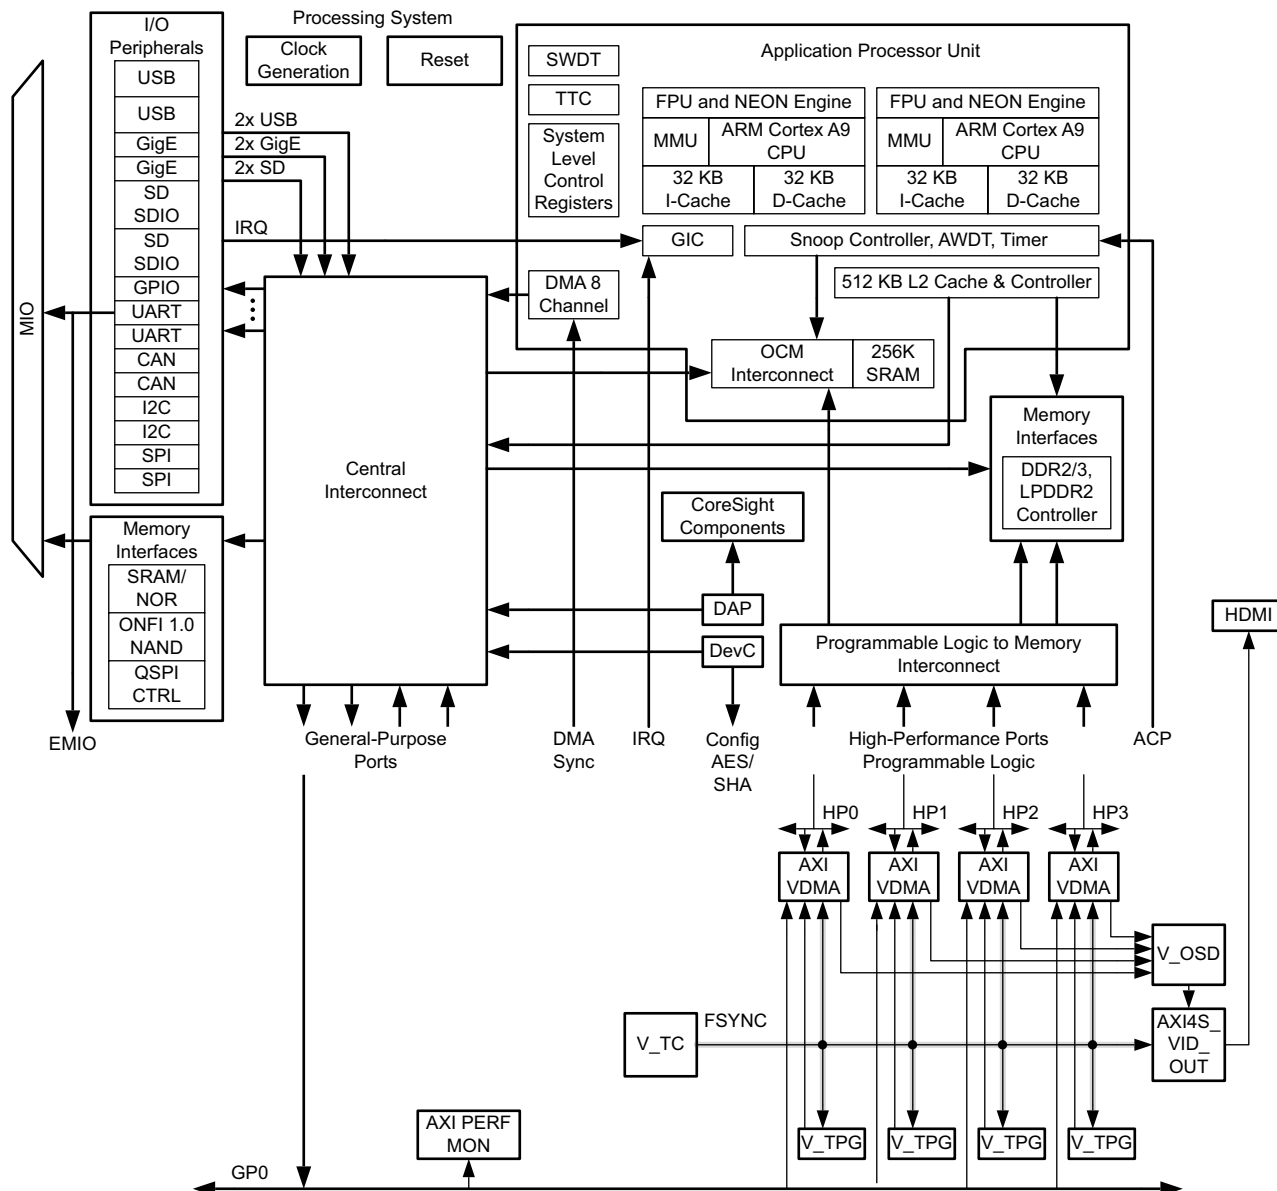 Processing System
I/O
Peripherals
USB
USB
GigE
GigE
SD
SDIO
SD
SDIO
GPIO
UART
UART
CAN
CAN
I2C
I2C
SPI
SPI
MIO
Clock
Generation
Reset
2x USB
2x GigE
2x SD
IRQ
Application Processor Unit
SWDT
TTC
System
Level
Control
Registers
FPU and NEON Engine
MMU
ARM Cortex A9
CPU
32 KB
I-Cache
32 KB
D-Cache
FPU and NEON Engine
MMU
ARM Cortex A9
CPU
32 KB
I-Cache
32 KB
D-Cache
GIC
Snoop Controller, AWDT, Timer
DMA 8
Channel
512 KB L2 Cache & Controller
OCM
Interconnect
256K
SRAM
Central
Interconnect
Memory
Interfaces
DDR2/3,
LPDDR2
Controller
CoreSight
Components
Memory
Interfaces
SRAM/
NOR
ONFI 1.0
NAND
QSPI
CTRL
DAP
DevC
Programmable Logic to Memory
Interconnect
HDMI
EMIO
General-Purpose
Ports
DMA
Sync
IRQ
Config
AES/
SHA
High-Performance Ports
Programmable Logic
ACP
HP0
HP1
HP2
HP3
AXI
VDMA
AXI
VDMA
AXI
VDMA
AXI
VDMA
V_OSD
FSYNC
V_TC
AXI4S_
VID_
OUT
AXI PERF
MON
V_TPG
V_TPG
V_TPG
V_TPG
GP0